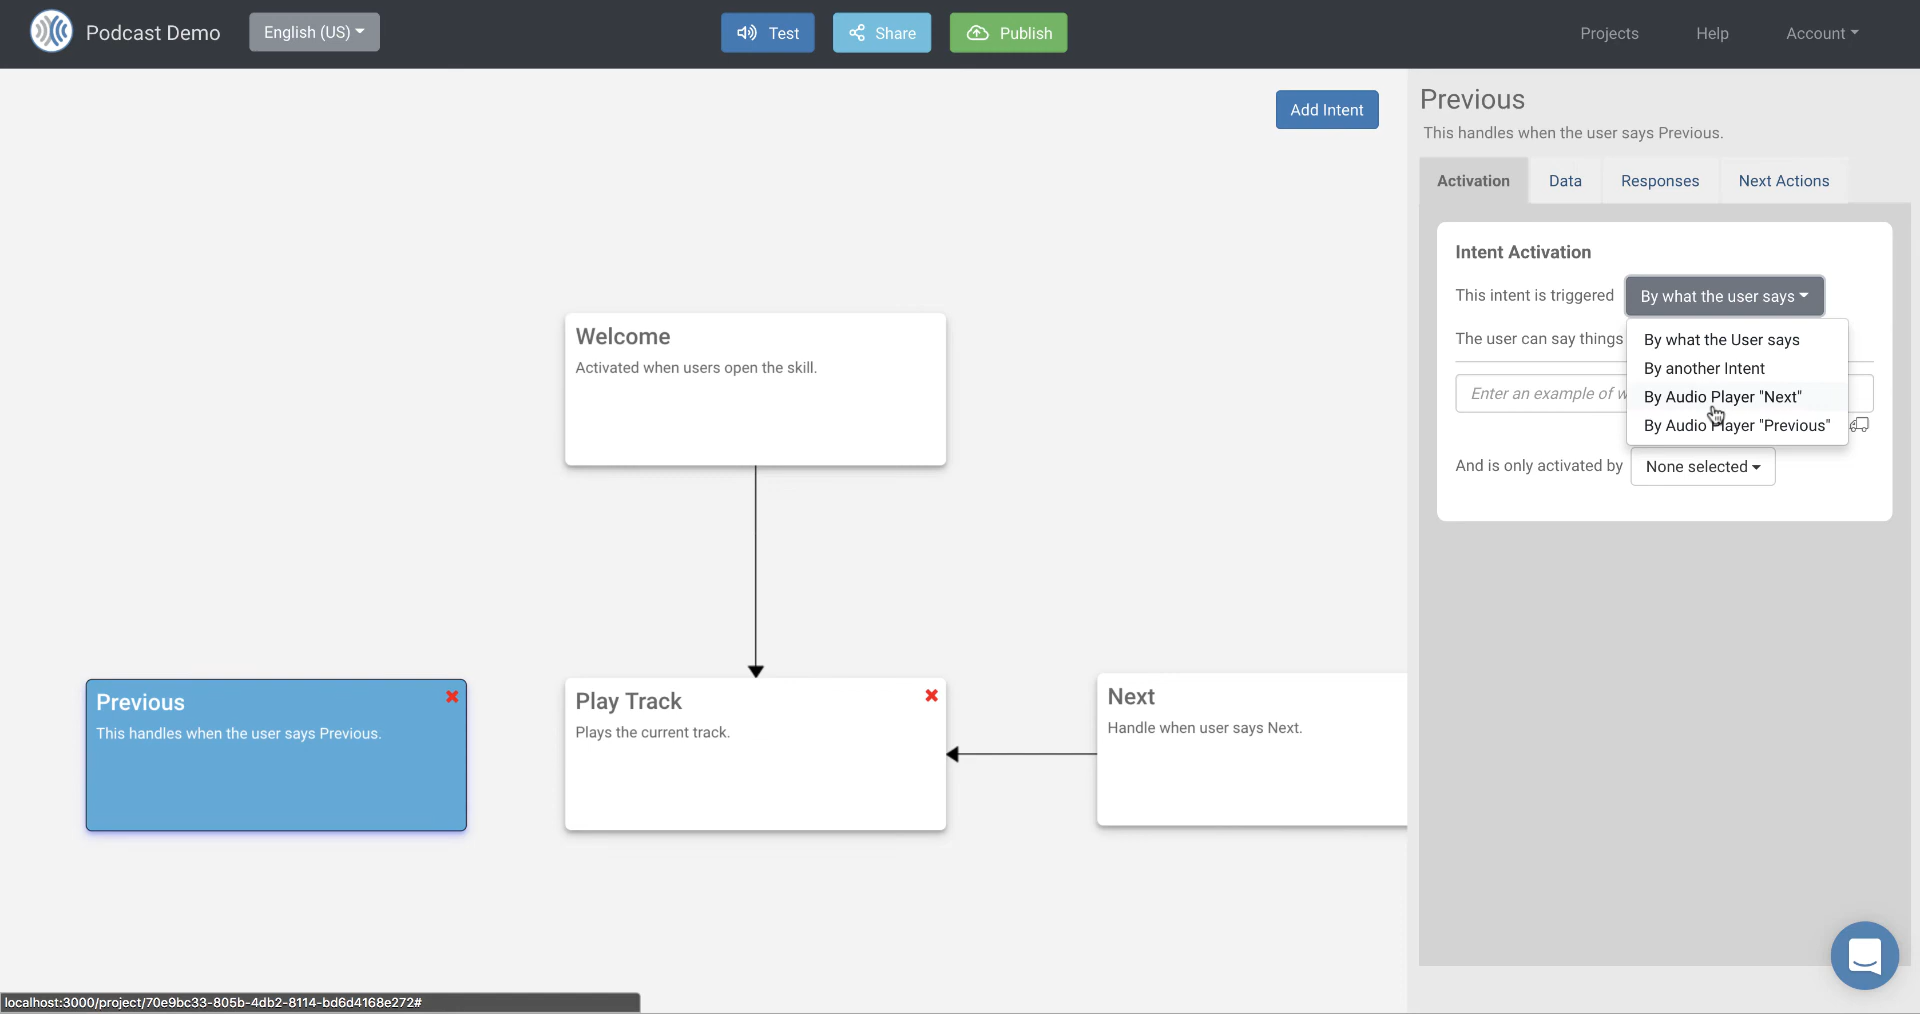 Podcast Demo
English (US)
Test
Share
Publish
Projects
Help
Account
Add Intent
Previous
This handles when the user says Previous.
Activation
Data
Responses
Next Actions
Intent Activation
This intent is triggered
By what the user says
The user can say things
By what the User says
By another Intent
Enter an example of w
By Audio Player "Next"
By Audio Player "Previous"
And is only activated by
None selected
Welcome
Activated when users open the skill.
Previous
This handles when the user says Previous.
Play Track
Plays the current track.
Next
Handle when user says Next.
localhost:3000/project/70e9bc33-805b-4db2-8114-bd6d4168e272#